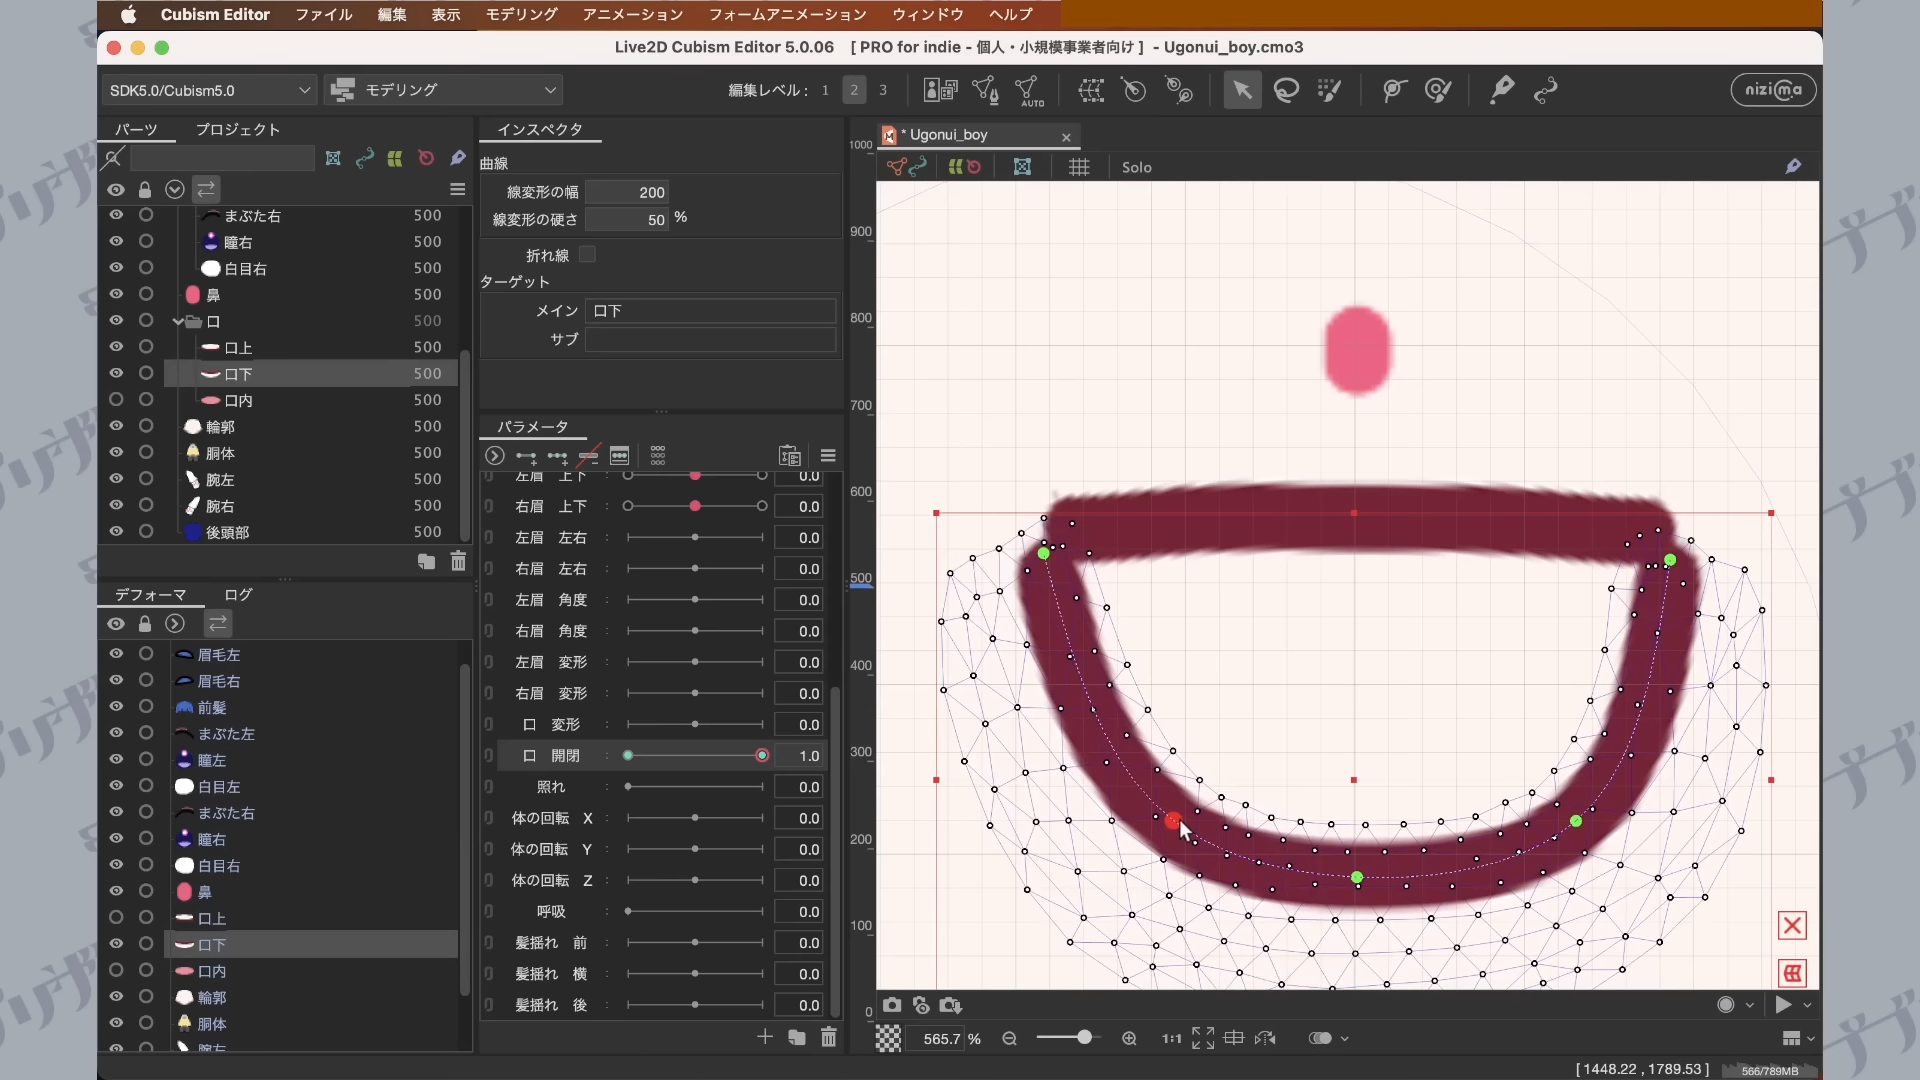 Cubism Editor ファイル 編集 表示 モデリング アニメーション フォームアニメーション ウィンドウ ヘルプ
Live2D Cubism Editor 5.0.06 [ PRO for indie - 個人・小規模事業者向け ] - Ugonui_boy.cmo3
SDK5.0/Cubism5.0 モデリング 編集レベル： 1 2 3 AUTO nizima
パーツ プロジェクト
まぶた右 500
瞳右 500
白目右 500
鼻 500
口 500
口上 500
口下 500
口内 500
輪郭 500
胴体 500
腕左 500
腕右 500
後頭部 500
デフォーマ ログ
眉毛左
眉毛右
前髪
まぶた左
瞳左
白目左
まぶた右
瞳右
白目右
鼻
口上
口下
口内
輪郭
胴体
腕左
インスペクタ
曲線
線変形の幅 200
線変形の硬さ 50 %
折れ線
ターゲット
メイン 口下
サブ
パラメータ
左眉 上下 : 0.0
右眉 上下 : 0.0
左眉 左右 : 0.0
右眉 左右 : 0.0
左眉 角度 : 0.0
右眉 角度 : 0.0
左眉 変形 : 0.0
右眉 変形 : 0.0
口 変形 : 0.0
口 開閉 : 1.0
照れ : 0.0
体の回転 X : 0.0
体の回転 Y : 0.0
体の回転 Z : 0.0
呼吸 : 0.0
髪揺れ 前 : 0.0
髪揺れ 横 : 0.0
髪揺れ 後 : 0.0
* Ugonui_boy
Solo
1000
900
800
700
600
500
400
300
200
100
0
565.7 % 1:1
[ 1448.22 , 1789.53 ] 566/789MB